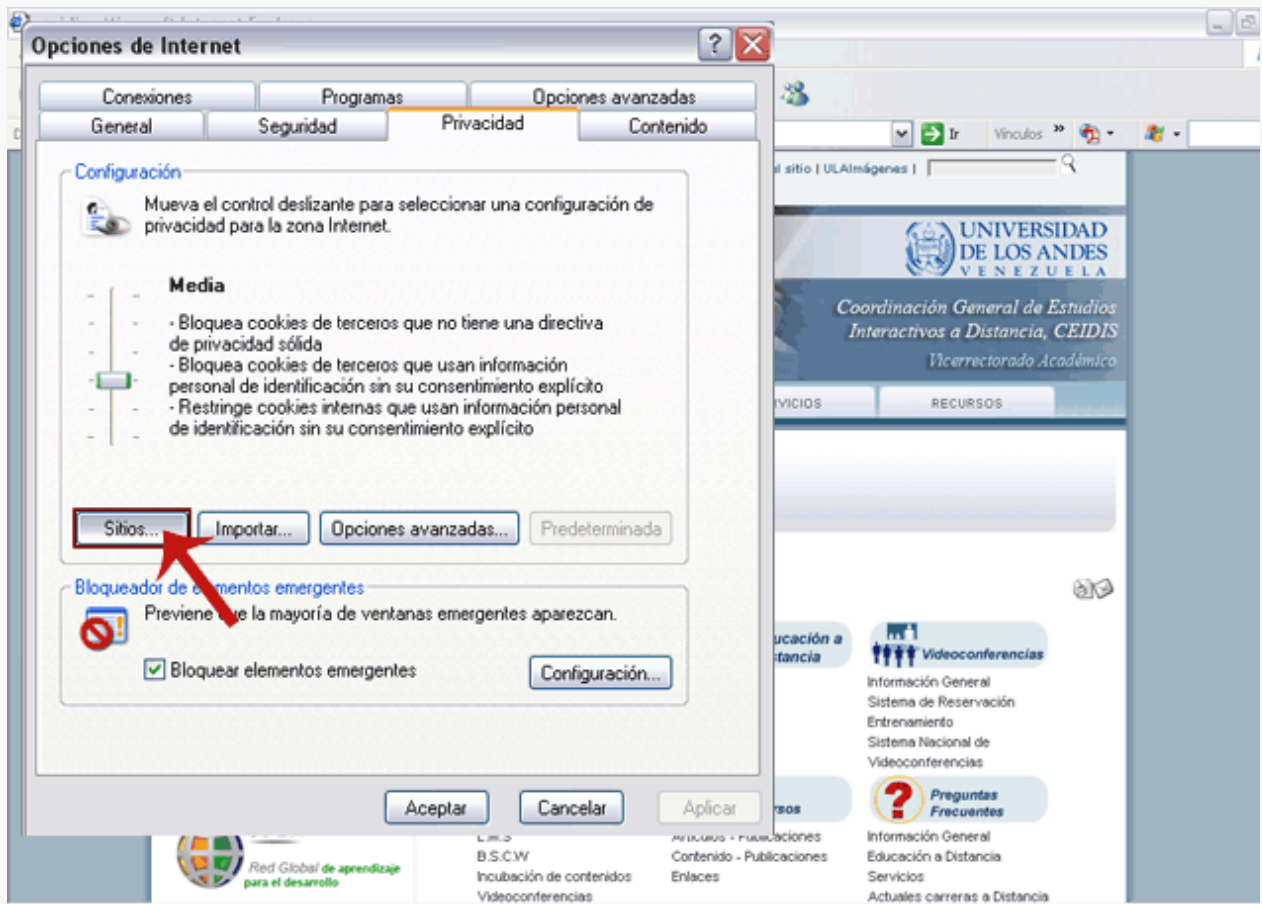 Opciones de Internet
Conexiones Programas Opciones avanzadas
General Seguridad Privacidad Contenido
Configuración
Mueva el control deslizante para seleccionar una configuración de
privacidad para la zona Internet.
Media
- Bloquea cookies de terceros que no tiene una directiva
de privacidad sólida
- Bloquea cookies de terceros que usan información
personal de identificación sin su consentimiento explícito
- Restringe cookies internas que usan información personal
de identificación sin su consentimiento explícito
Sitios... Importar... Opciones avanzadas... Predeterminada
Bloqueador de elementos emergentes
Previene que la mayoría de ventanas emergentes aparezcan.
Bloquear elementos emergentes
Configuración...
Aceptar Cancelar Aplicar
Ir Vínculos »
sitio | ULAImágenes |
UNIVERSIDAD
DE LOS ANDES
VENEZUELA
Coordinación General de Estudios
Interactivos a Distancia, CEIDIS
Vicerrectorado Académico
RECURSOS
Videoconferencias
Información General
Sistema de Reservación
Entrenamiento
Sistema Nacional de
Videoconferencias
Preguntas
Frecuentes
Información General
Educación a Distancia
Servicios
Actuales carreras a Distancia
Artículos - Publicaciones
Contenido - Publicaciones
Enlaces
L.M.S
B.S.C.W
Incubación de contenidos
Videoconferencias
Red Global de aprendizaje
para el desarrollo